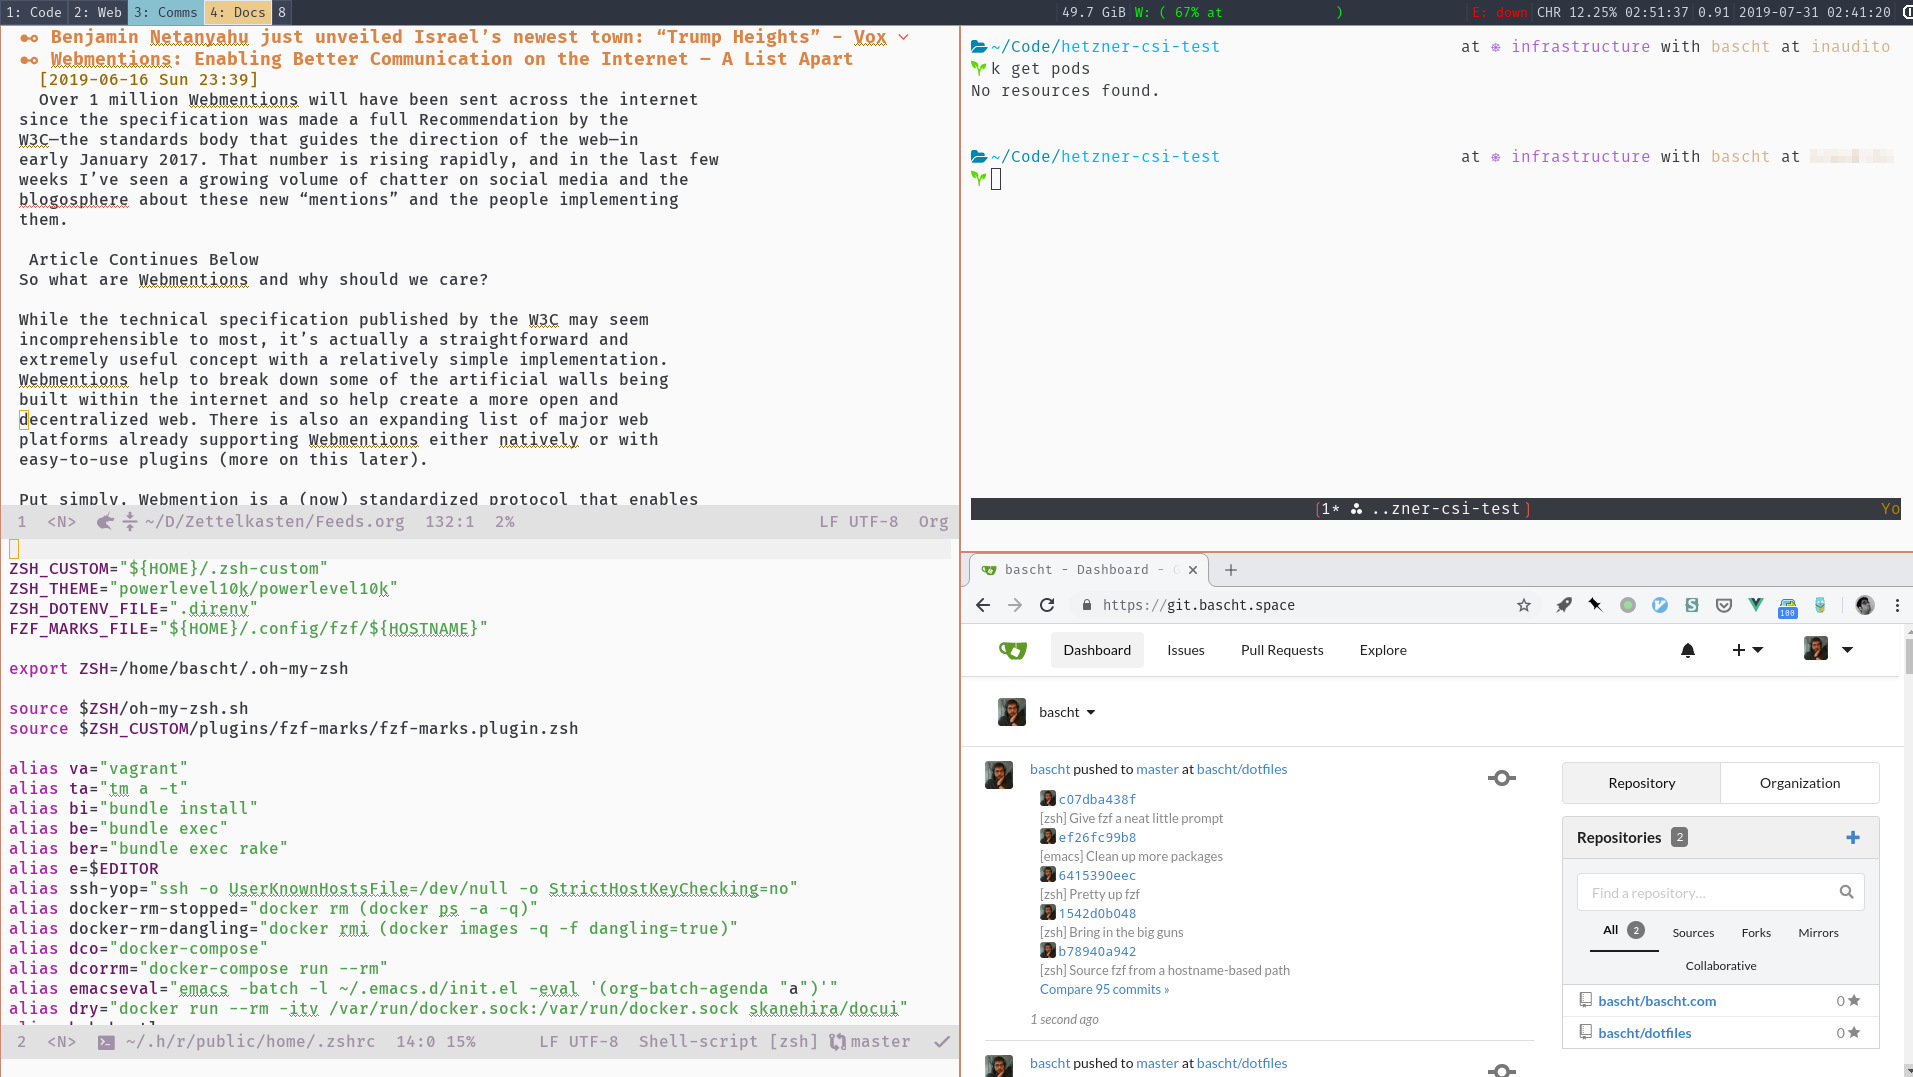 1: Code 2: Web 3: Comms 4: Docs 8
49.7 GiB W: ( 67% at ) E: down CHR 12.25% 02:51:37 0.91 2019-07-31 02:41:20
Benjamin Netanyahu just unveiled Israel’s newest town: “Trump Heights” – Vox
Webmentions: Enabling Better Communication on the Internet – A List Apart
[2019-06-16 Sun 23:39]
Over 1 million Webmentions will have been sent across the internet
since the specification was made a full Recommendation by the
W3C—the standards body that guides the direction of the web—in
early January 2017. That number is rising rapidly, and in the last few
weeks I’ve seen a growing volume of chatter on social media and the
blogosphere about these new “mentions” and the people implementing
them.
Article Continues Below
So what are Webmentions and why should we care?
While the technical specification published by the W3C may seem
incomprehensible to most, it’s actually a straightforward and
extremely useful concept with a relatively simple implementation.
Webmentions help to break down some of the artificial walls being
built within the internet and so help create a more open and
decentralized web. There is also an expanding list of major web
platforms already supporting Webmentions either natively or with
easy-to-use plugins (more on this later).
Put simply, Webmention is a (now) standardized protocol that enables
1 <N> ~/D/Zettelkasten/Feeds.org 132:1 2% LF UTF-8 Org
ZSH_CUSTOM="${HOME}/.zsh-custom"
ZSH_THEME="powerlevel10k/powerlevel10k"
ZSH_DOTENV_FILE=".direnv"
FZF_MARKS_FILE="${HOME}/.config/fzf/${HOSTNAME}"
export ZSH=/home/bascht/.oh-my-zsh
source $ZSH/oh-my-zsh.sh
source $ZSH_CUSTOM/plugins/fzf-marks/fzf-marks.plugin.zsh
alias va="vagrant"
alias ta="tm a -t"
alias bi="bundle install"
alias be="bundle exec"
alias ber="bundle exec rake"
alias e=$EDITOR
alias ssh-yop="ssh -o UserKnownHostsFile=/dev/null -o StrictHostKeyChecking=no"
alias docker-rm-stopped="docker rm (docker ps -a -q)"
alias docker-rm-dangling="docker rmi (docker images -q -f dangling=true)"
alias dco="docker-compose"
alias dcorrm="docker-compose run --rm"
alias emacseval="emacs -batch -l ~/.emacs.d/init.el -eval '(org-batch-agenda "a")'"
alias dry="docker run --rm -itv /var/run/docker.sock:/var/run/docker.sock skanehira/docui"
2 <N> ~/.h/r/public/home/.zshrc 14:0 15% LF UTF-8 Shell-script [zsh] master
~/Code/hetzner-csi-test at infrastructure with bascht at inaudito
k get pods
No resources found.
~/Code/hetzner-csi-test at infrastructure with bascht at
[1* ..zner-csi-test] Yo
bascht - Dashboard - G
https://git.bascht.space
100
Dashboard Issues Pull Requests Explore
bascht
bascht pushed to master at bascht/dotfiles
c07dba438f
[zsh] Give fzf a neat little prompt
ef26fc99b8
[emacs] Clean up more packages
6415390eec
[zsh] Pretty up fzf
1542d0b048
[zsh] Bring in the big guns
b78940a942
[zsh] Source fzf from a hostname-based path
Compare 95 commits »
1 second ago
bascht pushed to master at bascht/dotfiles
Repository Organization
Repositories 2
Find a repository...
All 2 Sources Forks Mirrors
Collaborative
bascht/bascht.com 0
bascht/dotfiles 0